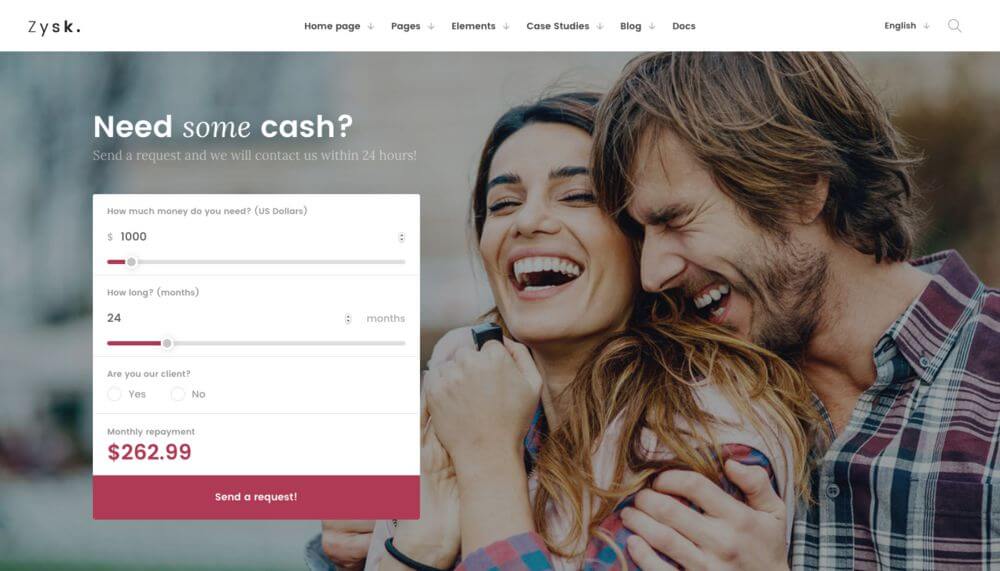 Zysk.
Home page Pages Elements Case Studies Blog Docs
English
Need some cash?
Send a request and we will contact us within 24 hours!
How much money do you need? (US Dollars)
$ 1000
How long? (months)
24 months
Are you our client?
Yes No
Monthly repayment
$262.99
Send a request!